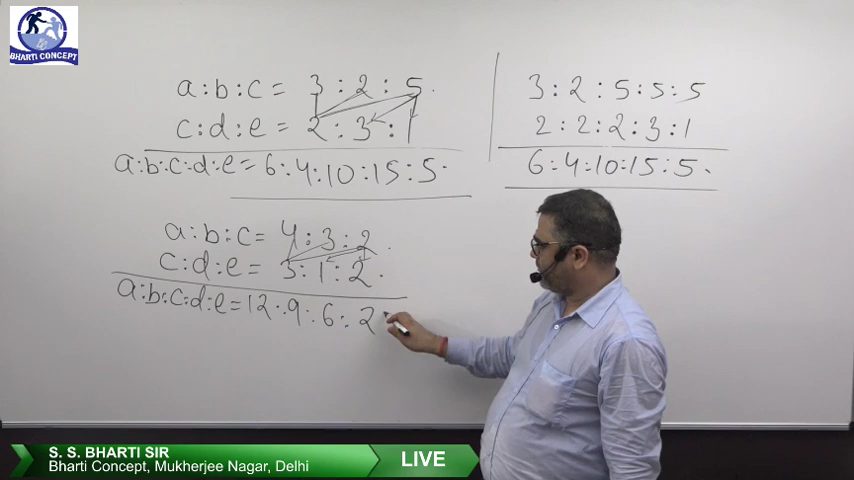 BHARTI CONCEPT
a:b:c = 3 : 2 : 5.
c:d:e = 2 : 3 : 1
a:b:c:d:e = 6:4:10:15:5.
3:2:5:5:5
2:2:2:3:1
6:4:10:15:5.
a:b:c = 4:3:2.
c:d:e = 3:1:2.
a:b:c:d:e = 12:9:6:2
S. S. BHARTI SIR
Bharti Concept, Mukherjee Nagar, Delhi
LIVE